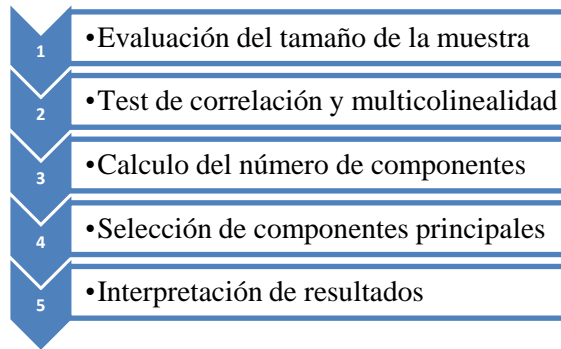 1 •Evaluación del tamaño de la muestra
2 •Test de correlación y multicolinealidad
3 •Calculo del número de componentes
4 •Selección de componentes principales
5 •Interpretación de resultados